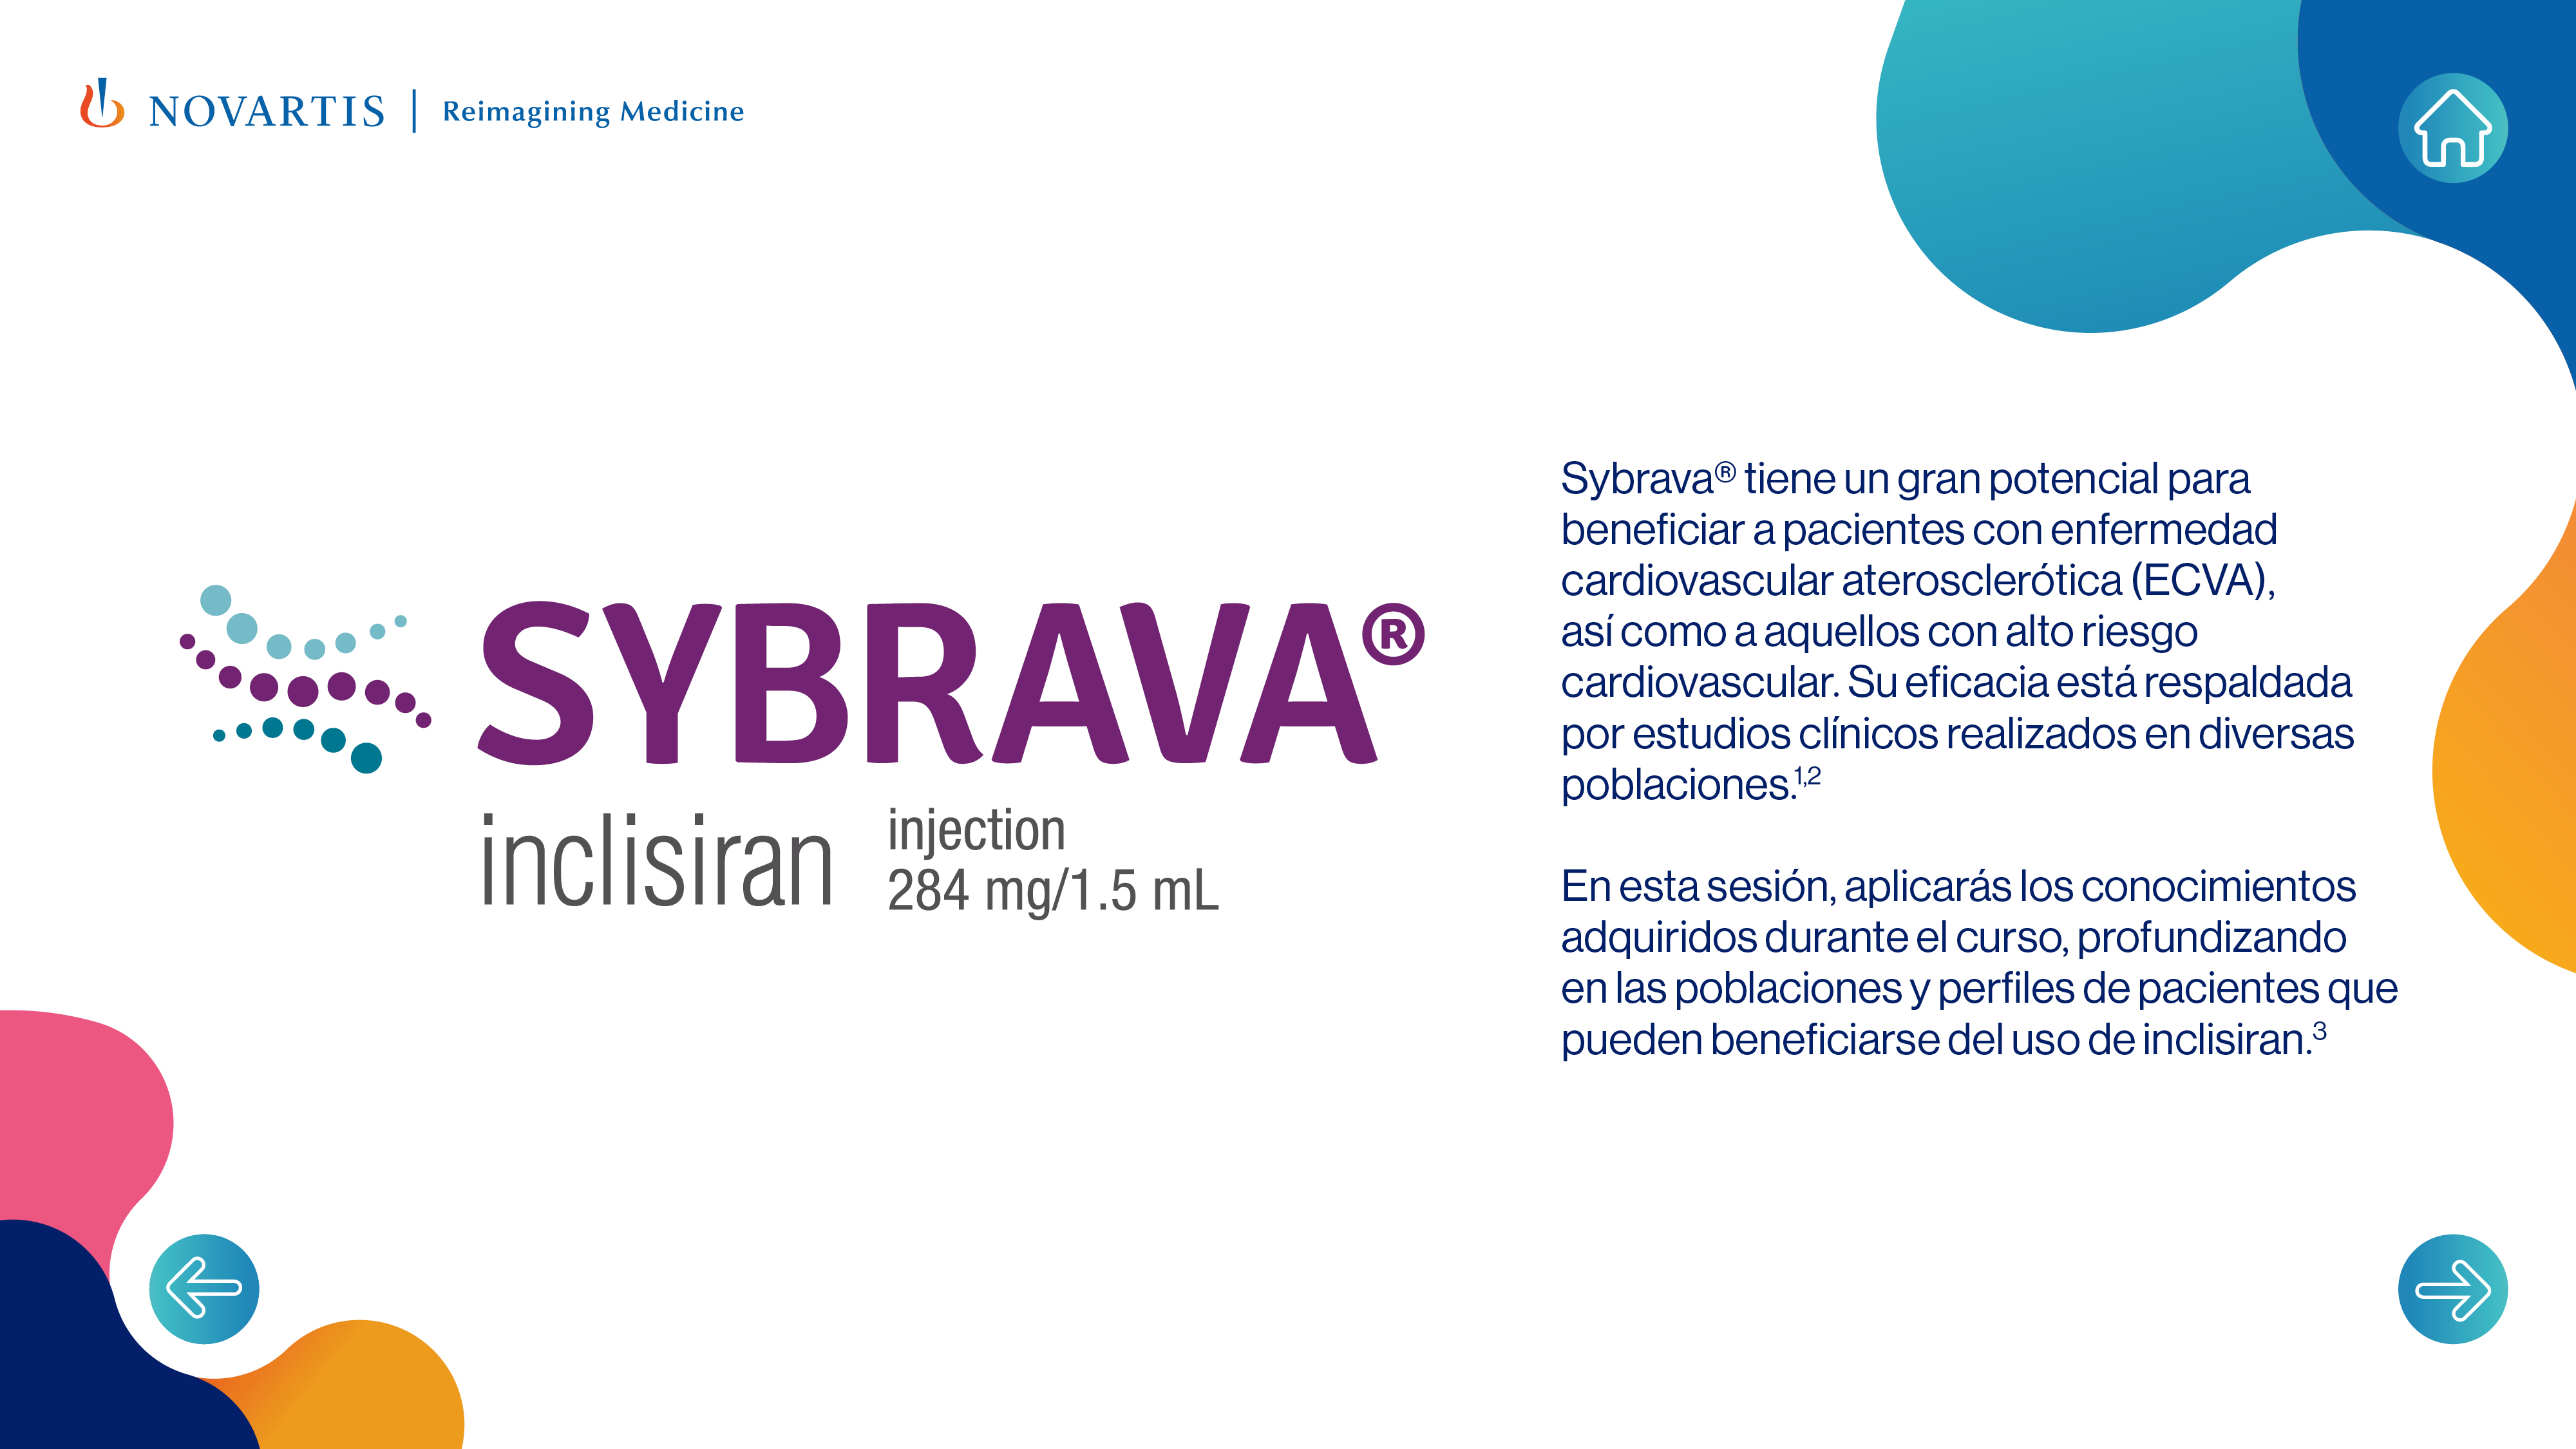 NOVARTIS | Reimagining Medicine
SYBRAVA®
inclisiran
injection
284 mg/1.5 mL
Sybrava® tiene un gran potencial para
beneficiar a pacientes con enfermedad
cardiovascular aterosclerótica (ECVA),
así como a aquellos con alto riesgo
cardiovascular. Su eficacia está respaldada
por estudios clínicos realizados en diversas
poblaciones.1,2
En esta sesión, aplicarás los conocimientos
adquiridos durante el curso, profundizando
en las poblaciones y perfiles de pacientes que
pueden beneficiarse del uso de inclisiran.3